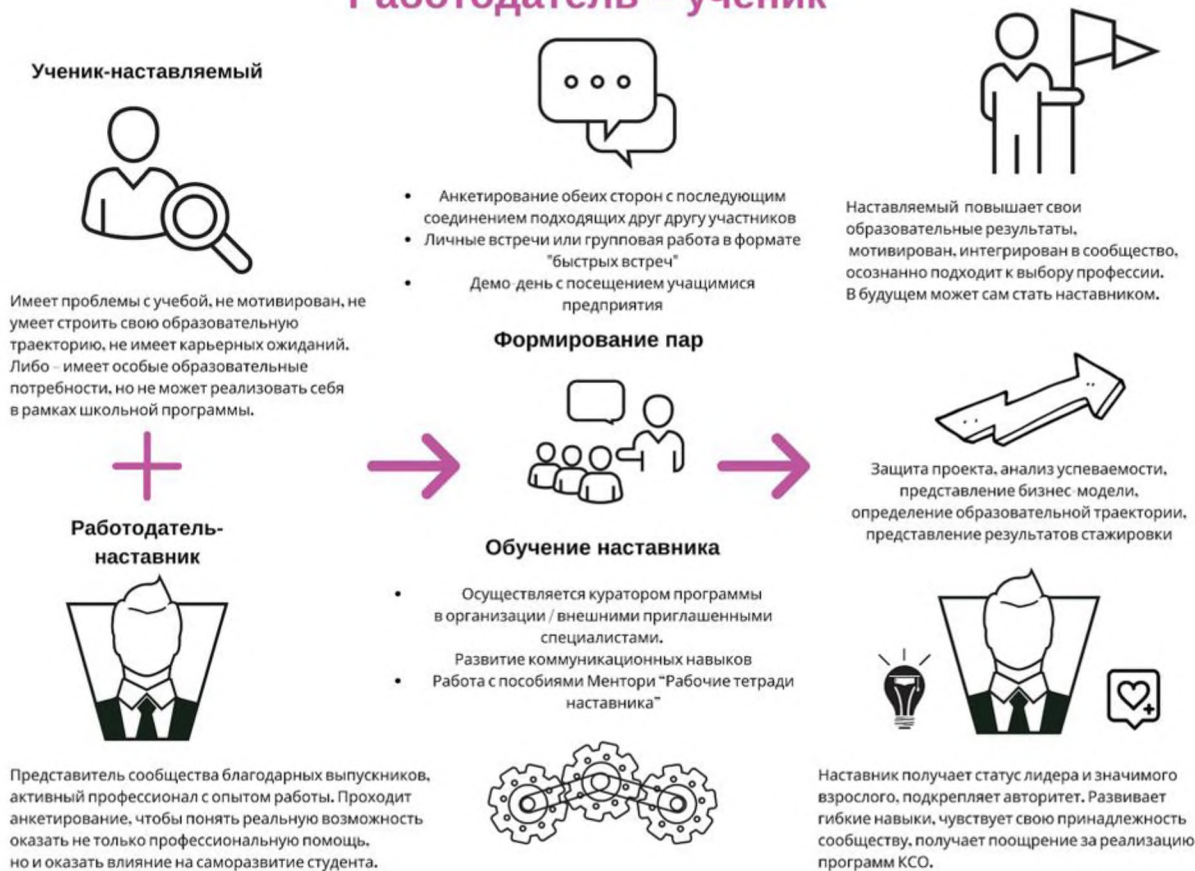 Работодатель – ученик
Ученик-наставляемый
Имеет проблемы с учебой, не мотивирован, не
умеет строить свою образовательную
траекторию, не имеет карьерных ожиданий.
Либо – имеет особые образовательные
потребности, но не может реализовать себя
в рамках школьной программы.
Работодатель-
наставник
Представитель сообщества благодарных выпускников,
активный профессионал с опытом работы. Проходит
анкетирование, чтобы понять реальную возможность
оказать не только профессиональную помощь,
но и оказать влияние на саморазвитие студента.
• Анкетирование обеих сторон с последующим
соединением подходящих друг другу участников
• Личные встречи или групповая работа в формате
"быстрых встреч"
• Демо-день с посещением учащимися
предприятия
Формирование пар
Обучение наставника
• Осуществляется куратором программы
в организации / внешними приглашенными
специалистами.
Развитие коммуникационных навыков
• Работа с пособиями Ментори "Рабочие тетради
наставника"
Наставляемый повышает свои
образовательные результаты,
мотивирован, интегрирован в сообщество,
осознанно подходит к выбору профессии.
В будущем может сам стать наставником.
Защита проекта, анализ успеваемости,
представление бизнес-модели,
определение образовательной траектории,
представление результатов стажировки
Наставник получает статус лидера и значимого
взрослого, подкрепляет авторитет. Развивает
гибкие навыки, чувствует свою принадлежность
сообществу, получает поощрение за реализацию
программ КСО.